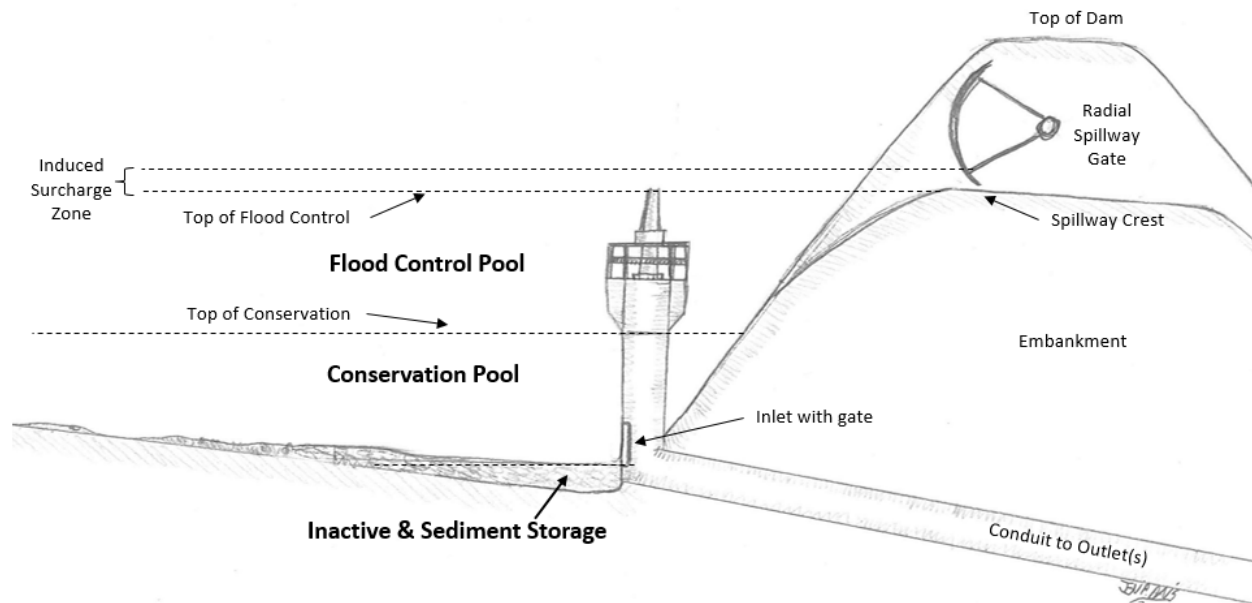 Top of Dam
Radial
Spillway
Gate
Induced
Surcharge
Zone
Top of Flood Control
Spillway Crest
Flood Control Pool
Top of Conservation
Embankment
Conservation Pool
Inlet with gate
Inactive & Sediment Storage
Conduit to Outlet(s)